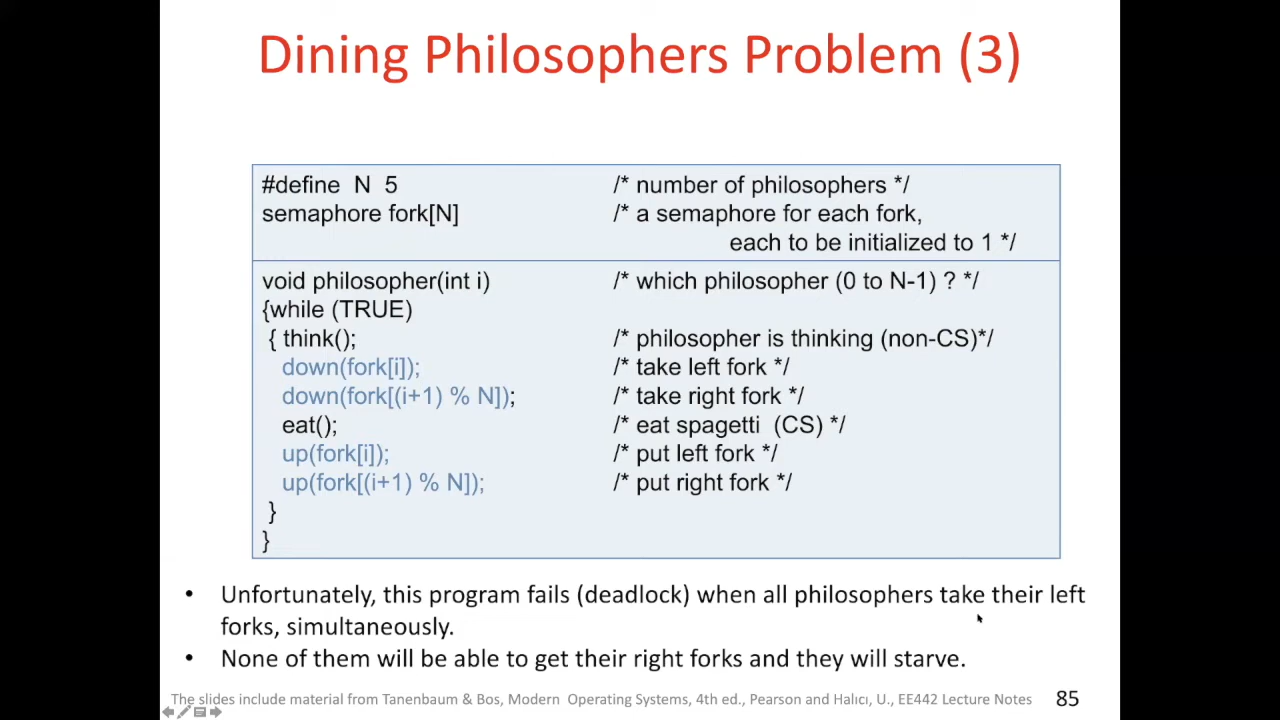 Dining Philosophers Problem (3)
#define N 5 /* number of philosophers */
semaphore fork[N] /* a semaphore for each fork,
each to be initialized to 1 */
void philosopher(int i) /* which philosopher (0 to N-1) ? */
{while (TRUE)
{ think(); /* philosopher is thinking (non-CS)*/
down(fork[i]); /* take left fork */
down(fork[(i+1) % N]); /* take right fork */
eat(); /* eat spagetti (CS) */
up(fork[i]); /* put left fork */
up(fork[(i+1) % N]); /* put right fork */
}
}
• Unfortunately, this program fails (deadlock) when all philosophers take their left
forks, simultaneously.
• None of them will be able to get their right forks and they will starve.
The slides include material from Tanenbaum & Bos, Modern Operating Systems, 4th ed., Pearson and Halıcı, U., EE442 Lecture Notes 85